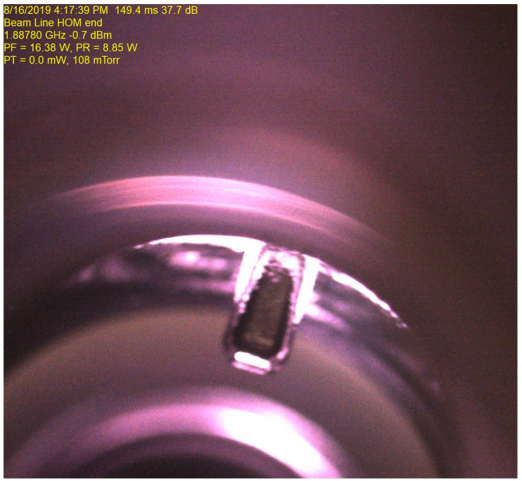 8/16/2019 4:17:39 PM 149.4 ms 37.7 dB
Beam Line HOM end
1.88780 GHz -0.7 dBm
PF = 16.38 W, PR = 8.85 W
PT = 0.0 mW, 108 mTorr